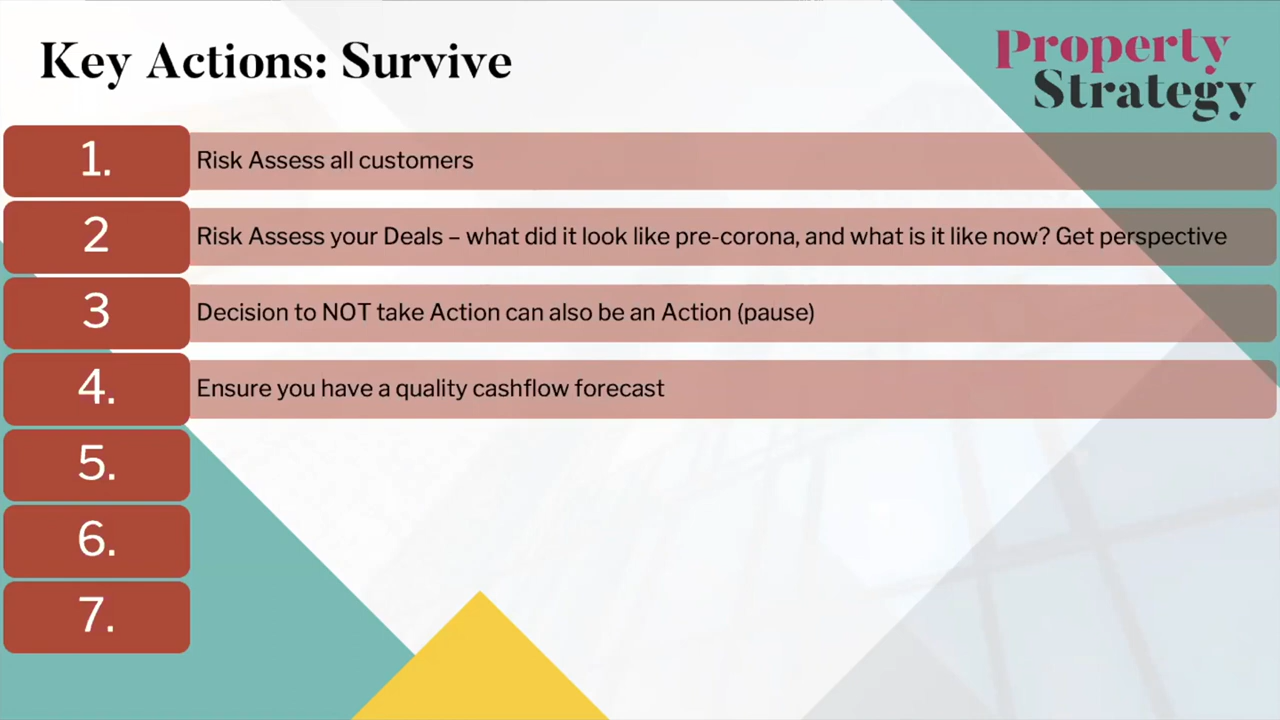 Key Actions: Survive
Property
Strategy
1. Risk Assess all customers
2 Risk Assess your Deals – what did it look like pre-corona, and what is it like now? Get perspective
3 Decision to NOT take Action can also be an Action (pause)
4. Ensure you have a quality cashflow forecast
5.
6.
7.